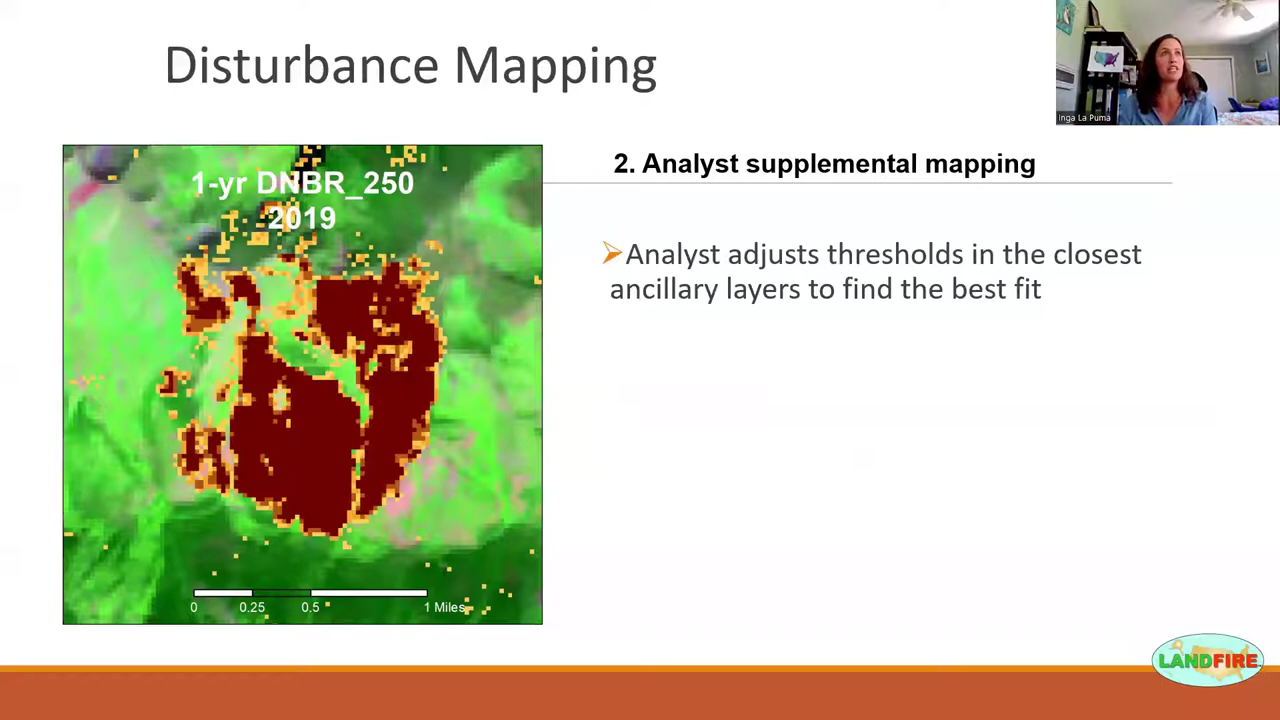 Disturbance Mapping
Inga La Puma
2. Analyst supplemental mapping
1-yr DNBR_250
2019
➢Analyst adjusts thresholds in the closest
ancillary layers to find the best fit
0 0.25 0.5 1 Miles
LANDFIRE